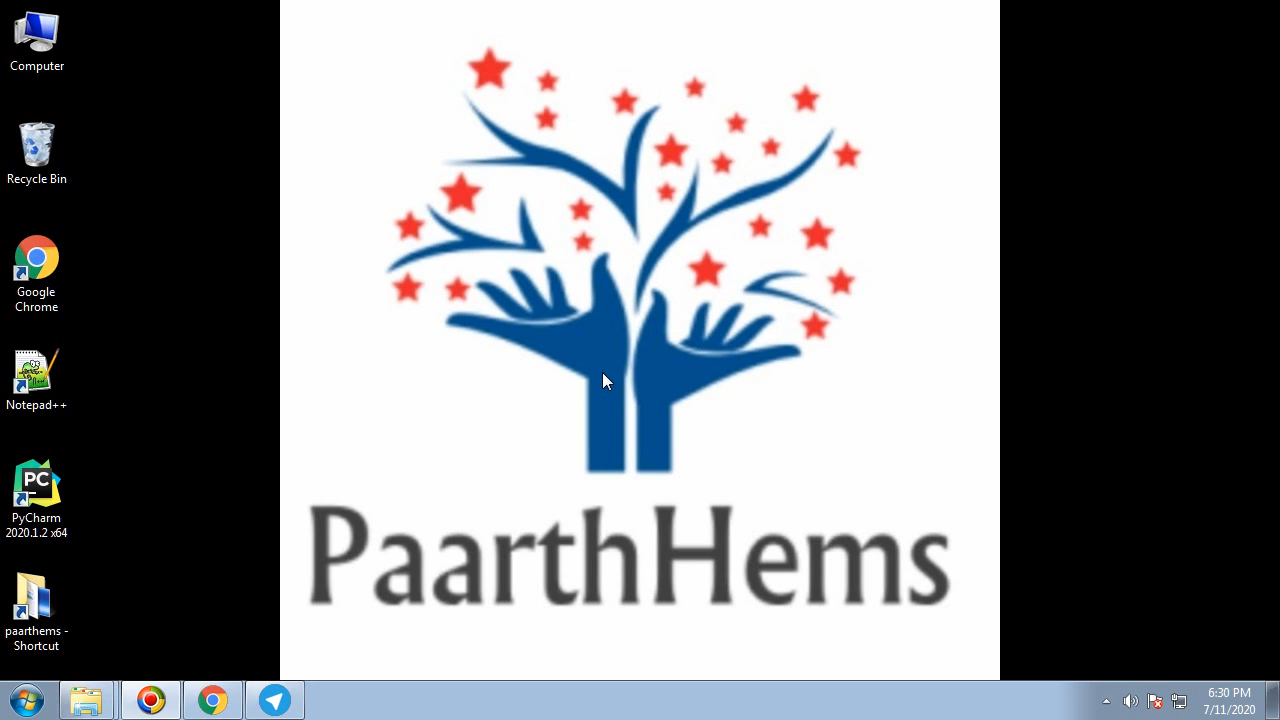 Computer
Recycle Bin
Google
Chrome
Notepad++
PC
PyCharm
2020.1.2 x64
paarthems -
Shortcut
PaarthHems
6:30 PM
7/11/2020